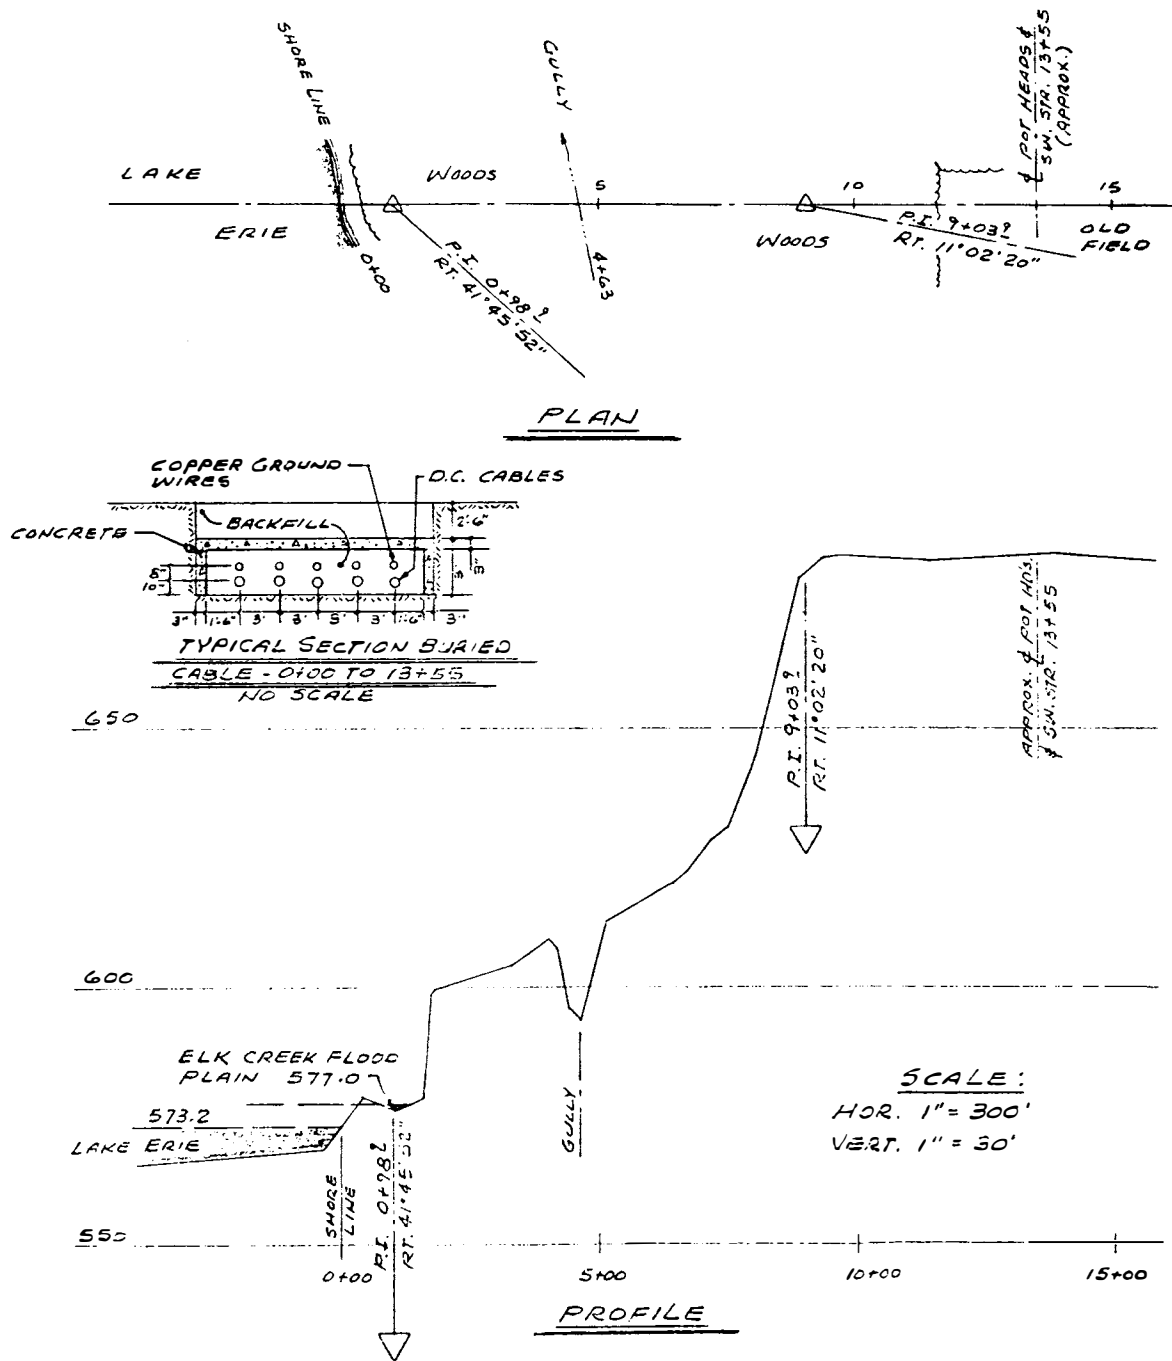 SHORE LINE
GULLY
℄ POT HEADS &
SW. STR. 13+55
(APPROX.)
LAKE
ERIE
WOODS
5
10
15
0+00
P.I. 0+98
RT. 41°45'52"
4+63
WOODS
P.I. 9+03
RT. 11°02'20"
OLD
FIELD
PLAN
COPPER GROUND
WIRES
D.C. CABLES
CONCRETE
BACKFILL
2'-6"
3"
8"
10"
3" 1'-6" 3' 3' 3' 1'-6" 3"
TYPICAL SECTION BURIED
CABLE - 0+00 TO 13+55
NO SCALE
650
P.I. 9+03
RT. 11°02'20"
APPROX. ℄ POT HDS.
& SW. STR. 13+55
600
ELK CREEK FLOOD
PLAIN 577.0
573.2
LAKE ERIE
GULLY
SCALE:
HOR. 1" = 300'
VERT. 1" = 30'
SHORE
LINE
P.I. 0+98
RT. 41°45'52"
550
0+00
5+00
10+00
15+00
PROFILE